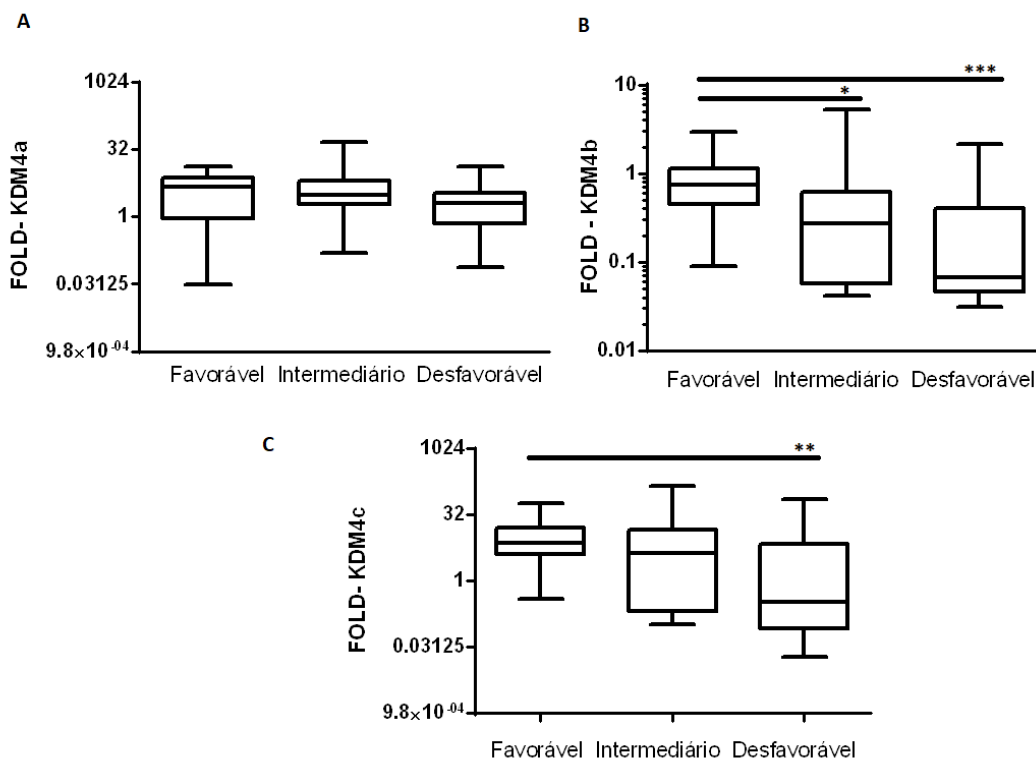 A
B
FOLD- KDM4a
1024
32
1
0.03125
9.8×10⁻⁰⁴
Favorável Intermediário Desfavorável
FOLD - KDM4b
10
1
0.1
0.01
***
*
Favorável Intermediário Desfavorável
C
FOLD- KDM4c
1024
32
1
0.03125
9.8×10⁻⁰⁴
**
Favorável Intermediário Desfavorável